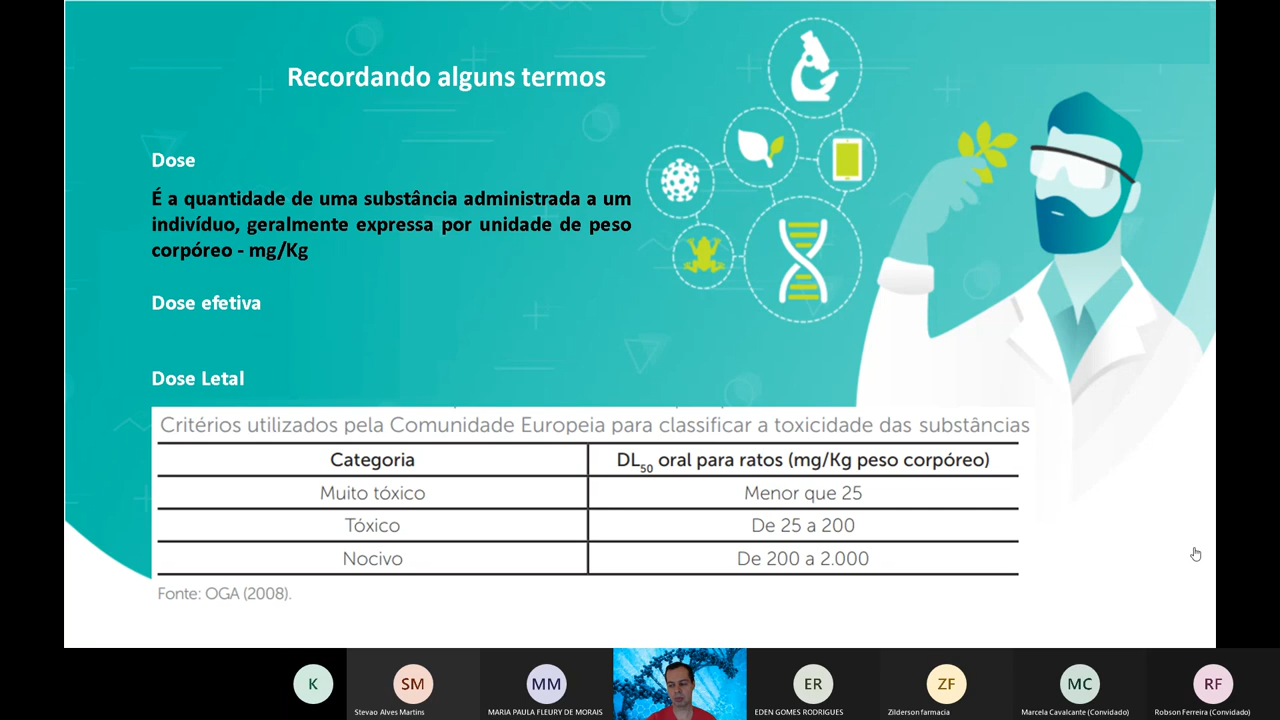 Recordando alguns termos
Dose
É a quantidade de uma substância administrada a um
indivíduo, geralmente expressa por unidade de peso
corpóreo - mg/Kg
Dose efetiva
Dose Letal
Critérios utilizados pela Comunidade Europeia para classificar a toxicidade das substâncias
Categoria DL50 oral para ratos (mg/Kg peso corpóreo)
Muito tóxico Menor que 25
Tóxico De 25 a 200
Nocivo De 200 a 2.000
Fonte: OGA (2008).
K SM MM ER ZF MC RF
Stevao Alves Martins MARIA PAULA FLEURY DE MORAIS EDEN GOMES RODRIGUES Zilderson farmacia Marcela Cavalcante (Convidado) Robson Ferreira (Convidado)